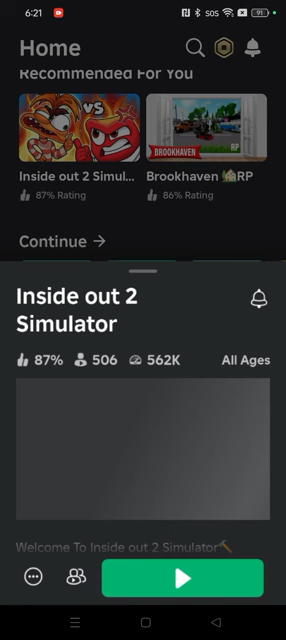 6:21
SOS
91
Home
Recommended For You
VS
BROOKHAVEN
RP
Inside out 2 Simul...
Brookhaven 🏡RP
87% Rating
86% Rating
Continue →
Inside out 2
Simulator
87%
506
562K
All Ages
Welcome To Inside out 2 Simulator🔨